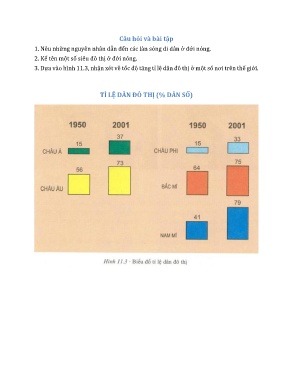 Câu hỏi và bài tập
1. Nêu những nguyên nhân dẫn đến các làn sóng di dân ở đới nóng.
2. Kể tên một số siêu đô thị ở đới nóng.
3. Dựa vào hình 11.3, nhận xét về tốc độ tăng tỉ lệ dân đô thị ở một số nơi trên thế giới.
TỈ LỆ DÂN ĐÔ THỊ (% DÂN SỐ)
1950 2001 1950 2001
CHÂU Á 15 37 CHÂU PHI 15 33
CHÂU ÂU 56 73 BẮC MĨ 64 75
NAM MĨ 41 79
Hình 11.3 - Biểu đồ tỉ lệ dân đô thị